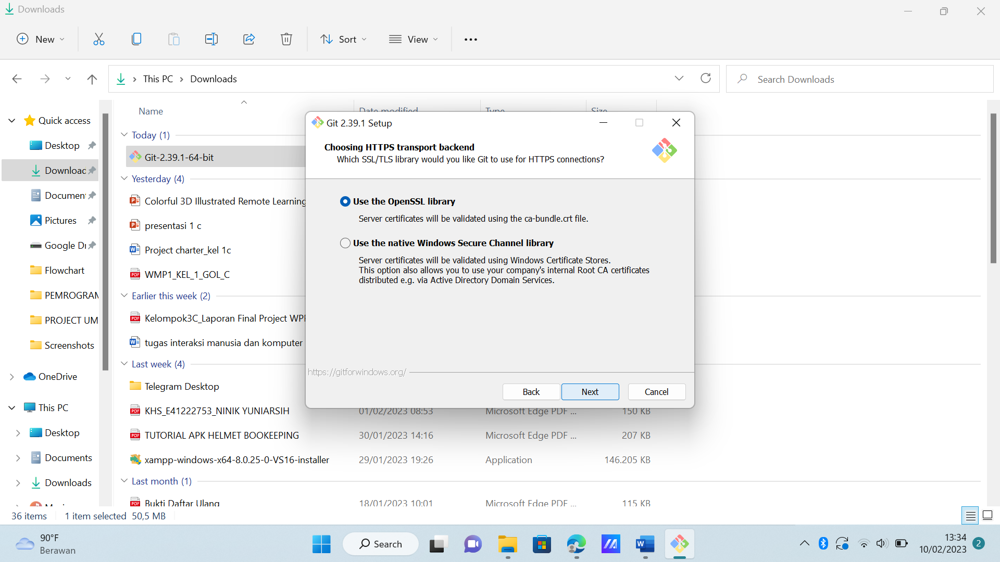 Downloads
New
Sort
View
This PC
Downloads
Search Downloads
Name
Date modified
Type
Size
Quick access
Desktop
Downloac
Documen
Pictures
Google Dr
Flowchart
PEMROGRAM
PROJECT UM
Screenshots
OneDrive
This PC
Desktop
Documents
Downloads
Today (1)
Git-2.39.1-64-bit
Yesterday (4)
Colorful 3D Illustrated Remote Learning
presentasi 1 c
Project charter_kel 1c
WMP1_KEL_1_GOL_C
Earlier this week (2)
Kelompok3C_Laporan Final Project WPF
tugas interaksi manusia dan komputer
Last week (4)
Telegram Desktop
KHS_E41222753_NINIK YUNIARSIH 01/02/2023 08:53 Microsoft Edge PDF ... 150 KB
TUTORIAL APK HELMET BOOKEEPING 30/01/2023 14:16 Microsoft Edge PDF ... 207 KB
xampp-windows-x64-8.0.25-0-VS16-installer 29/01/2023 19:26 Application 146.205 KB
Last month (1)
Bukti Daftar Ulang 18/01/2023 10:01 Microsoft Edge PDF ... 115 KB
Git 2.39.1 Setup
Choosing HTTPS transport backend
Which SSL/TLS library would you like Git to use for HTTPS connections?
Use the OpenSSL library
Server certificates will be validated using the ca-bundle.crt file.
Use the native Windows Secure Channel library
Server certificates will be validated using Windows Certificate Stores.
This option also allows you to use your company's internal Root CA certificates
distributed e.g. via Active Directory Domain Services.
https://gitforwindows.org/
Back
Next
Cancel
36 items
1 item selected 50,5 MB
90°F
Berawan
Search
13:34
10/02/2023
2